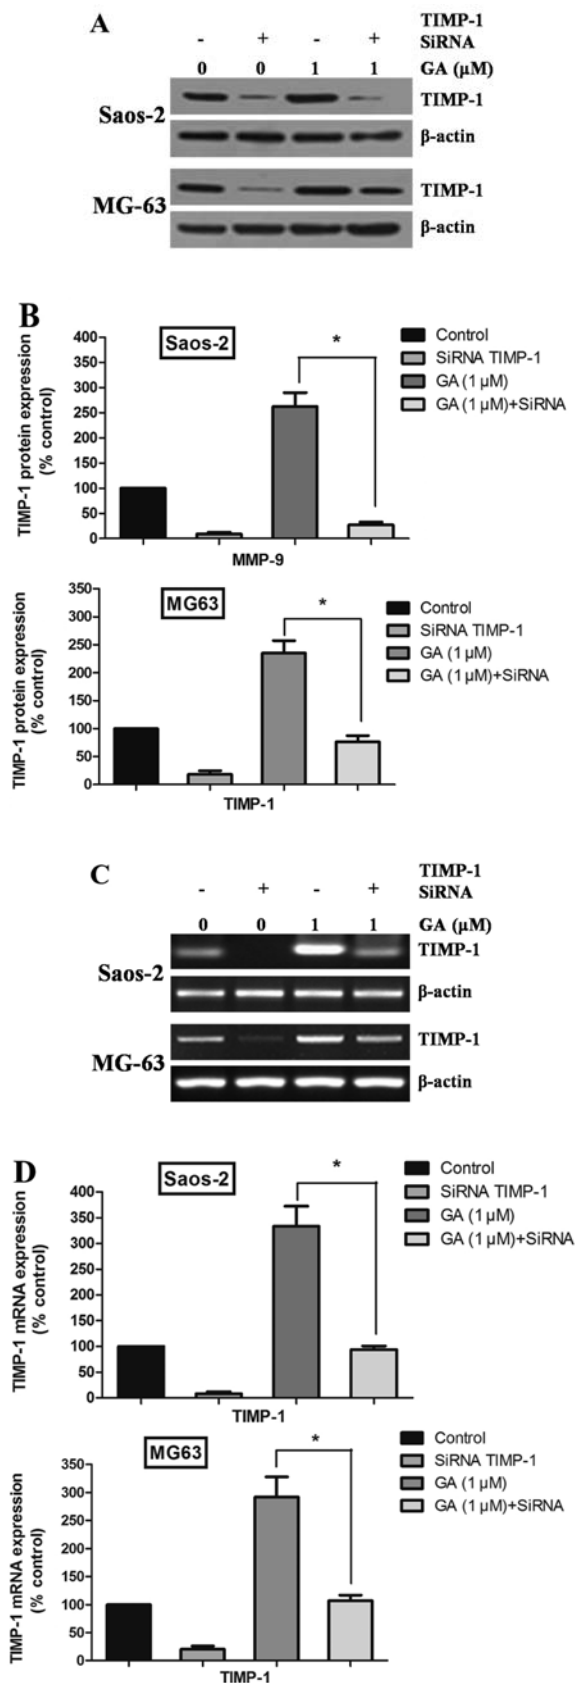 A
TIMP-1
SiRNA
- + - +
0 0 1 1 GA (μM)
Saos-2
TIMP-1
β-actin
MG-63
TIMP-1
β-actin
B
Saos-2
TIMP-1 protein expression
(% control)
400
350
300
250
200
150
100
50
0
*
MMP-9
Control
SiRNA TIMP-1
GA (1 μM)
GA (1 μM)+SiRNA
MG63
TIMP-1 protein expression
(% control)
350
300
250
200
150
100
50
0
*
TIMP-1
Control
SiRNA TIMP-1
GA (1 μM)
GA (1 μM)+SiRNA
C
TIMP-1
SiRNA
- + - +
0 0 1 1 GA (μM)
Saos-2
TIMP-1
β-actin
MG-63
TIMP-1
β-actin
D
Saos-2
TIMP-1 mRNA expression
(% control)
400
350
300
250
200
150
100
50
0
*
TIMP-1
Control
SiRNA TIMP-1
GA (1 μM)
GA (1 μM)+SiRNA
MG63
TIMP-1 mRNA expression
(% control)
350
300
250
200
150
100
50
0
*
TIMP-1
Control
SiRNA TIMP-1
GA (1 μM)
GA (1 μM)+SiRNA